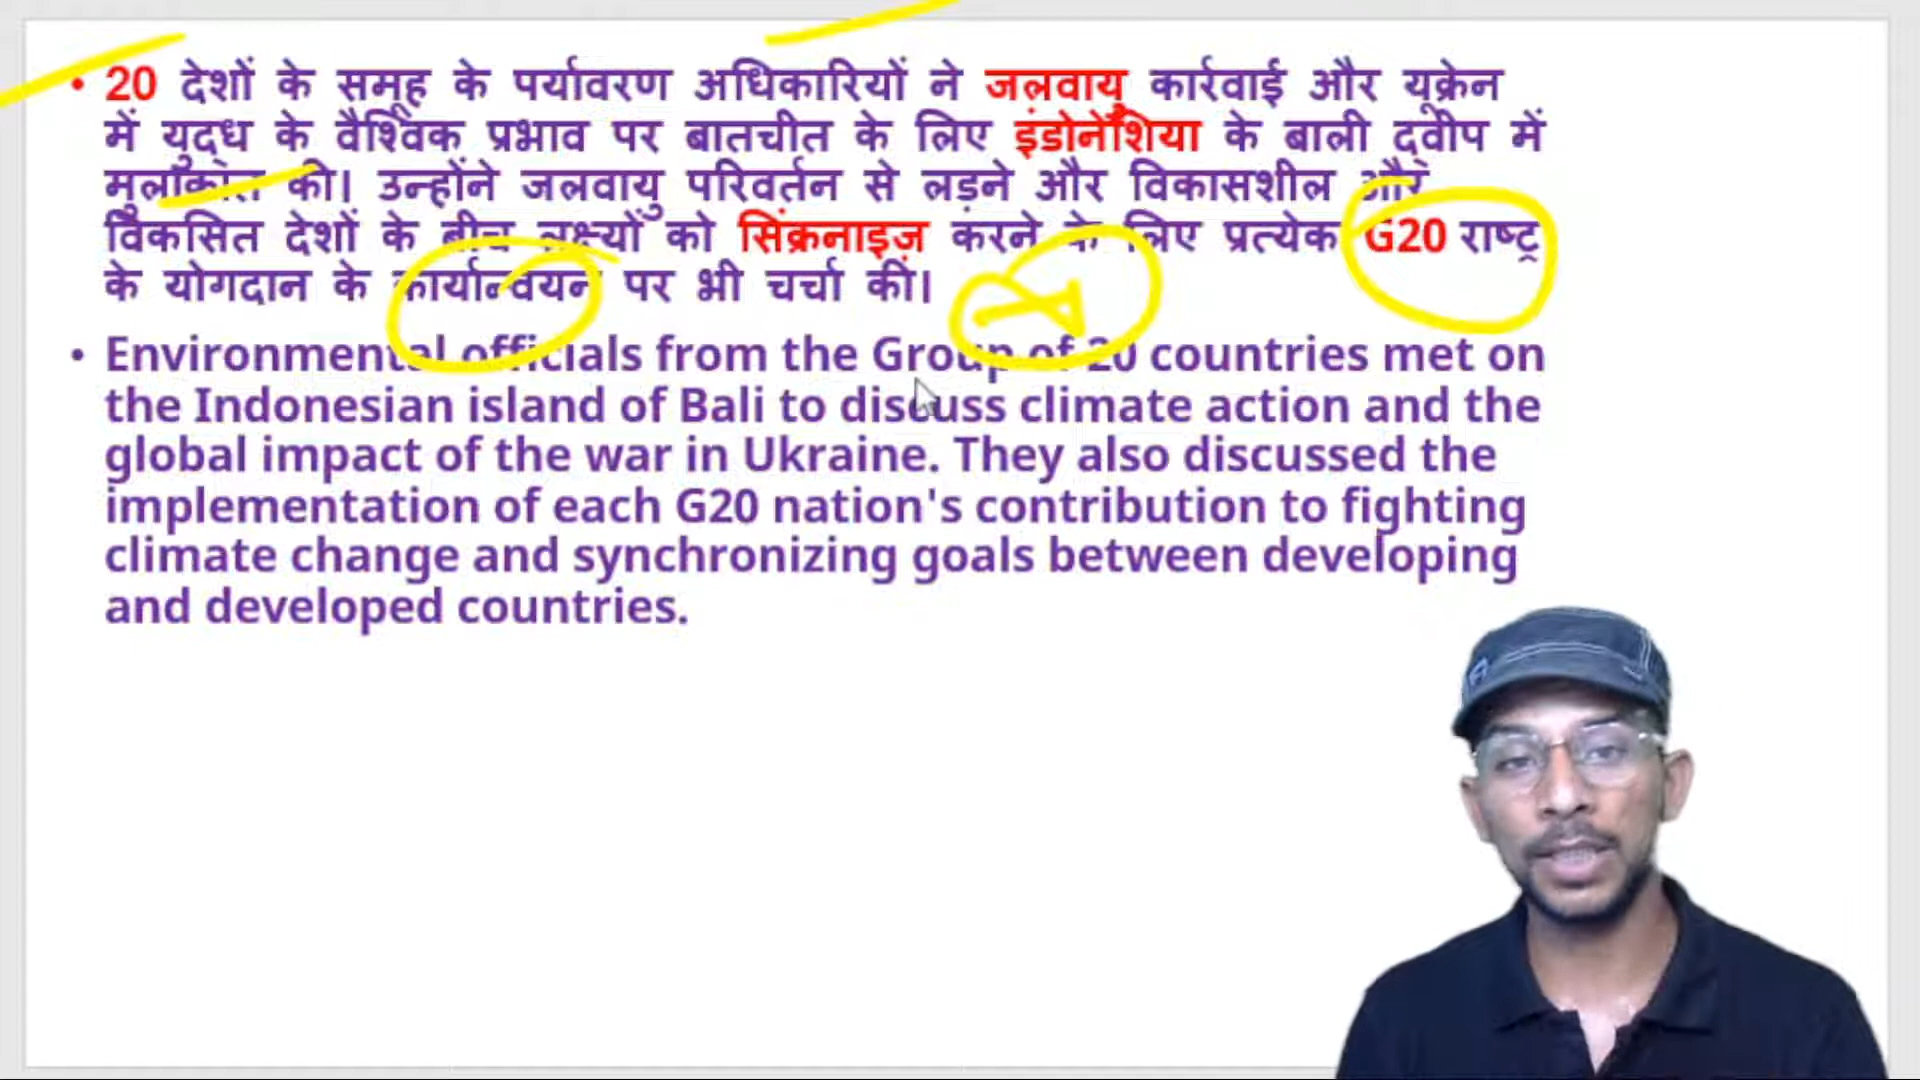 • 20 देशों के समूह के पर्यावरण अधिकारियों ने जलवायु कार्रवाई और यूक्रेन
में युद्ध के वैश्विक प्रभाव पर बातचीत के लिए इंडोनेशिया के बाली द्वीप में
मुलाकात की। उन्होंने जलवायु परिवर्तन से लड़ने और विकासशील और
विकसित देशों के बीच लक्ष्यों को सिंक्रनाइज़ करने के लिए प्रत्येक G20 राष्ट्र
के योगदान के कार्यान्वयन पर भी चर्चा की।
• Environmental officials from the Group of 20 countries met on
the Indonesian island of Bali to discuss climate action and the
global impact of the war in Ukraine. They also discussed the
implementation of each G20 nation's contribution to fighting
climate change and synchronizing goals between developing
and developed countries.